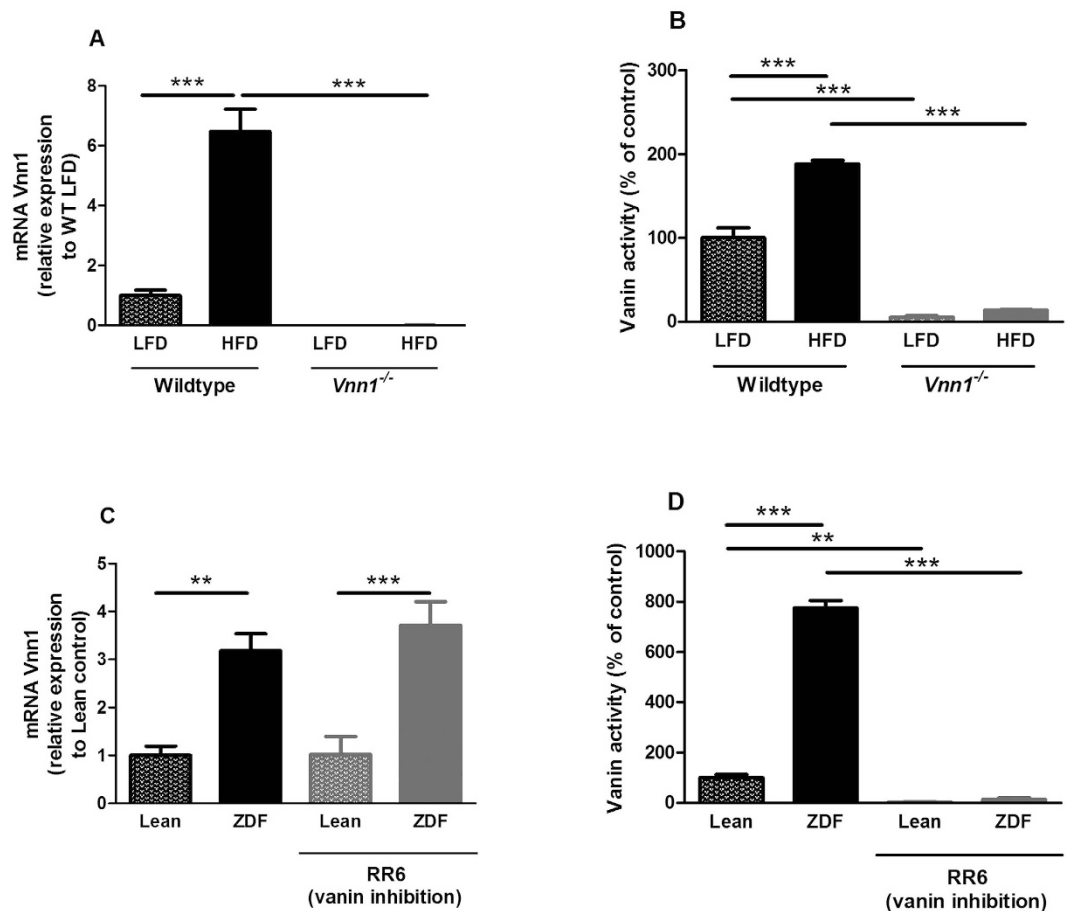 A
mRNA Vnn1
(relative expression
to WT LFD)
8
6
4
2
0
***
***
LFD
HFD
LFD
HFD
Wildtype
Vnn1-/-
B
Vanin activity (% of control)
300
200
100
0
***
***
***
LFD
HFD
LFD
HFD
Wildtype
Vnn1-/-
C
mRNA Vnn1
(relative expression
to Lean control)
5
4
3
2
1
0
**
***
Lean
ZDF
Lean
ZDF
RR6
(vanin inhibition)
D
Vanin activity (% of control)
1000
800
600
400
200
0
***
**
***
Lean
ZDF
Lean
ZDF
RR6
(vanin inhibition)